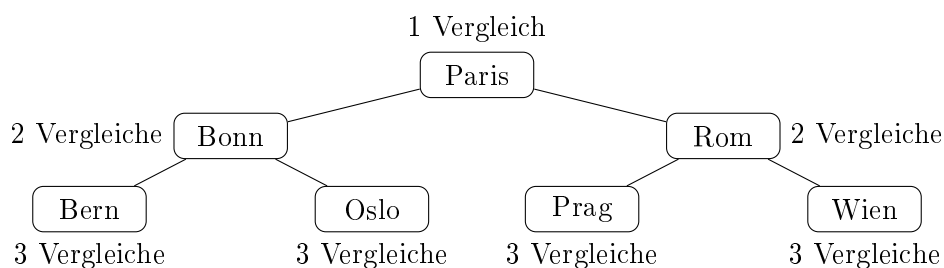 1 Vergleich
Paris
2 Vergleiche Bonn Rom 2 Vergleiche
Bern Oslo Prag Wien
3 Vergleiche 3 Vergleiche 3 Vergleiche 3 Vergleiche